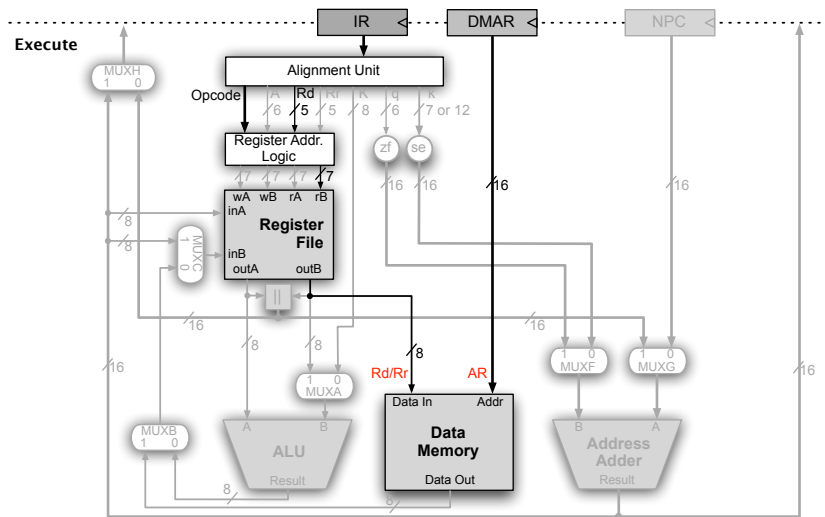 IR
DMAR
NPC
Execute
MUXH
1 0
Alignment Unit
Opcode
A
Rd
Rr
K
q
k
6
5
5
8
6
7 or 12
Register Addr.
Logic
zf
se
7
7
7
7
16
16
16
16
wA wB rA rB
inA
Register
File
inB
outA outB
8
8
MUXC
1
0
||
16
16
8
8
8
16
16
Rd/Rr
AR
1 0
MUXA
1 0
MUXF
1 0
MUXG
Data In Addr
Data
Memory
Data Out
MUXB
1 0
A B
ALU
Result
B A
Address
Adder
Result
8
8